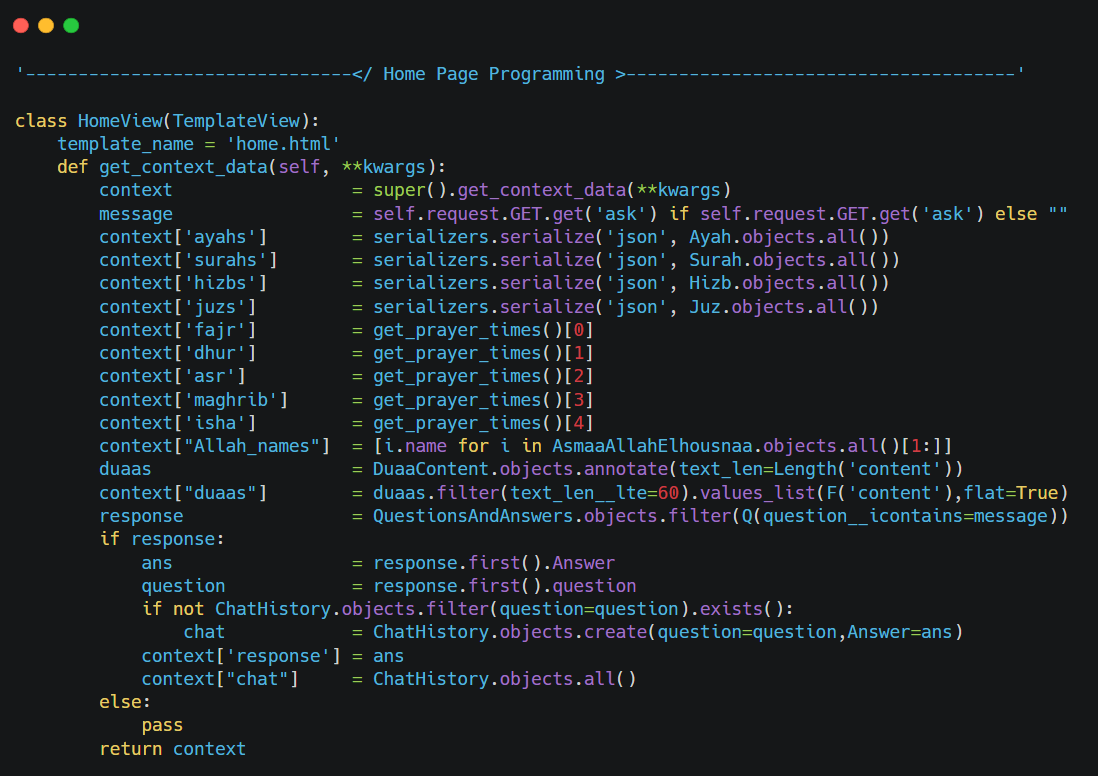 '-------------------------------</ Home Page Programming >-------------------------------------'
class HomeView(TemplateView):
    template_name = 'home.html'
    def get_context_data(self, **kwargs):
        context                 = super().get_context_data(**kwargs)
        message                 = self.request.GET.get('ask') if self.request.GET.get('ask') else ""
        context['ayahs']        = serializers.serialize('json', Ayah.objects.all())
        context['surahs']       = serializers.serialize('json', Surah.objects.all())
        context['hizbs']        = serializers.serialize('json', Hizb.objects.all())
        context['juzs']         = serializers.serialize('json', Juz.objects.all())
        context['fajr']         = get_prayer_times()[0]
        context['dhur']         = get_prayer_times()[1]
        context['asr']          = get_prayer_times()[2]
        context['maghrib']      = get_prayer_times()[3]
        context['isha']         = get_prayer_times()[4]
        context["Allah_names"]  = [i.name for i in AsmaaAllahElhousnaa.objects.all()[1:]]
        duaas                   = DuaaContent.objects.annotate(text_len=Length('content'))
        context["duaas"]        = duaas.filter(text_len__lte=60).values_list(F('content'),flat=True)
        response                = QuestionsAndAnswers.objects.filter(Q(question__icontains=message))
        if response:
            ans                 = response.first().Answer
            question            = response.first().question
            if not ChatHistory.objects.filter(question=question).exists():
                chat            = ChatHistory.objects.create(question=question,Answer=ans)
            context['response'] = ans
            context["chat"]     = ChatHistory.objects.all()
        else:
            pass
        return context